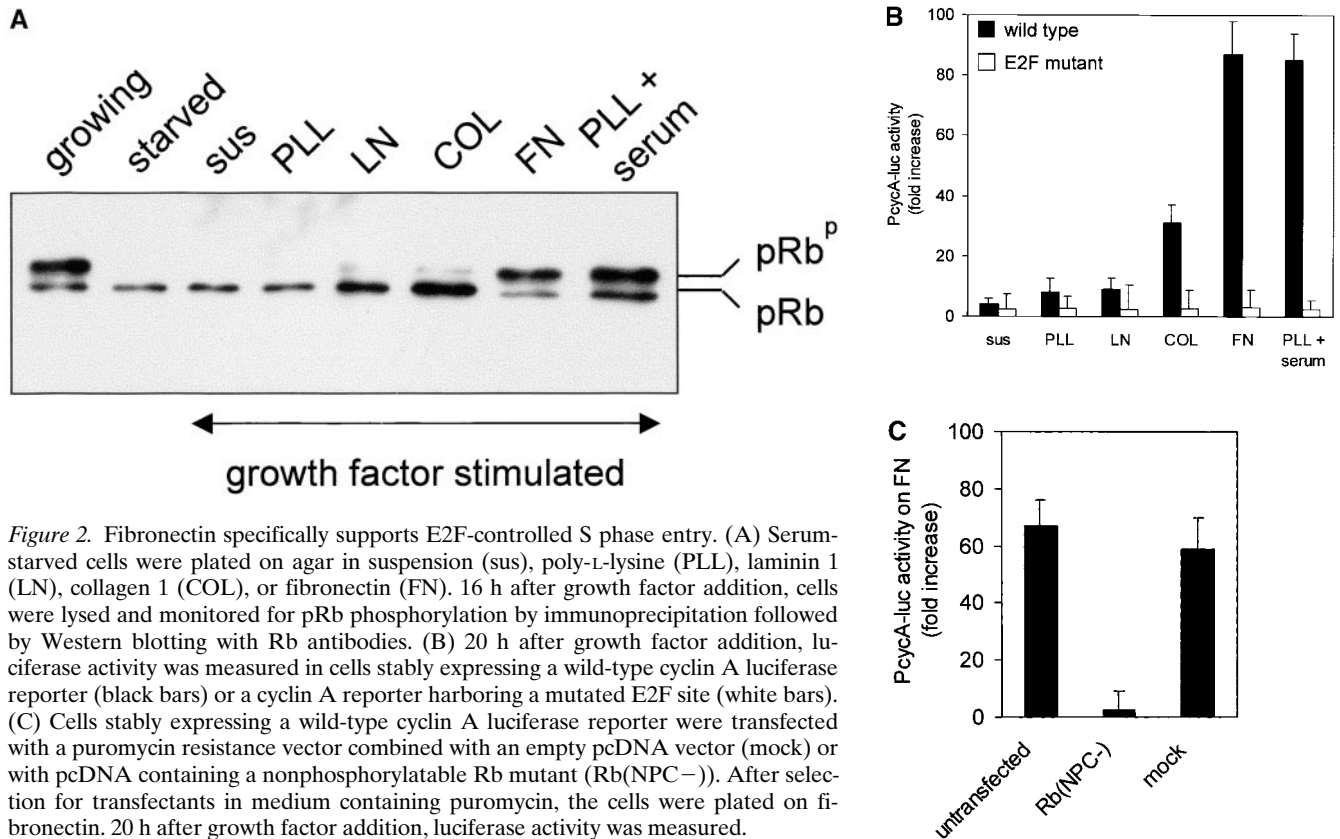 A
growing
starved
sus
PLL
LN
COL
FN
PLL +
serum
pRbᵖ
pRb
growth factor stimulated
B
100
80
60
40
20
0
PcycA-luc activity
(fold increase)
wild type
E2F mutant
sus
PLL
LN
COL
FN
PLL +
serum
C
100
80
60
40
20
0
PcycA-luc activity on FN
(fold increase)
untransfected
Rb(NPC-)
mock
Figure 2. Fibronectin specifically supports E2F-controlled S phase entry. (A) Serum-
starved cells were plated on agar in suspension (sus), poly-L-lysine (PLL), laminin 1
(LN), collagen 1 (COL), or fibronectin (FN). 16 h after growth factor addition, cells
were lysed and monitored for pRb phosphorylation by immunoprecipitation followed
by Western blotting with Rb antibodies. (B) 20 h after growth factor addition, lu-
ciferase activity was measured in cells stably expressing a wild-type cyclin A luciferase
reporter (black bars) or a cyclin A reporter harboring a mutated E2F site (white bars).
(C) Cells stably expressing a wild-type cyclin A luciferase reporter were transfected
with a puromycin resistance vector combined with an empty pcDNA vector (mock) or
with pcDNA containing a nonphosphorylatable Rb mutant (Rb(NPC−)). After selec-
tion for transfectants in medium containing puromycin, the cells were plated on fi-
bronectin. 20 h after growth factor addition, luciferase activity was measured.